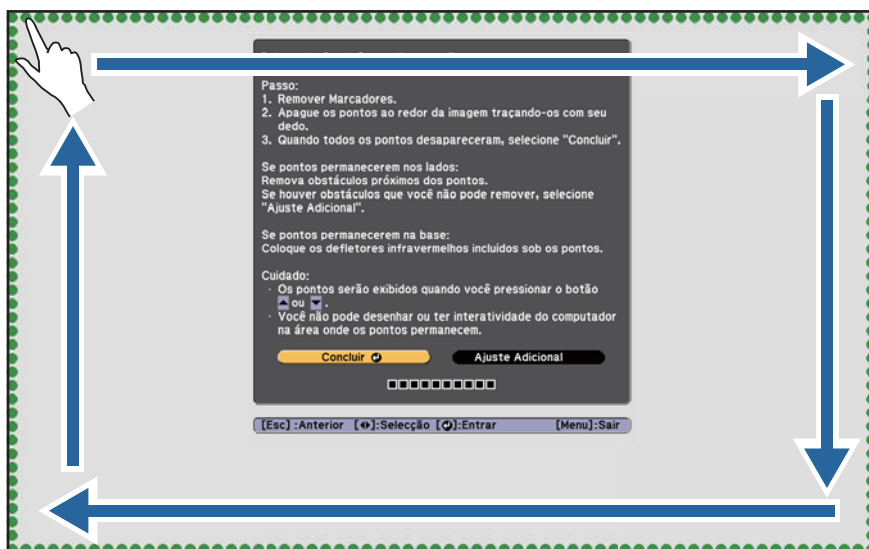 Passo:
1. Remover Marcadores.
2. Apague os pontos ao redor da imagem traçando-os com seu
dedo.
3. Quando todos os pontos desapareceram, selecione "Concluir".
Se pontos permanecerem nos lados:
Remova obstáculos próximos dos pontos.
Se houver obstáculos que você não pode remover, selecione
"Ajuste Adicional".
Se pontos permanecerem na base:
Coloque os defletores infravermelhos incluidos sob os pontos.
Cuidado:
· Os pontos serão exibidos quando você pressionar o botão
ou .
· Você não pode desenhar ou ter interatividade do computador
na área onde os pontos permanecem.
Concluir Ajuste Adicional
[Esc] :Anterior [◆]:Selecção [↵]:Entrar [Menu]:Sair